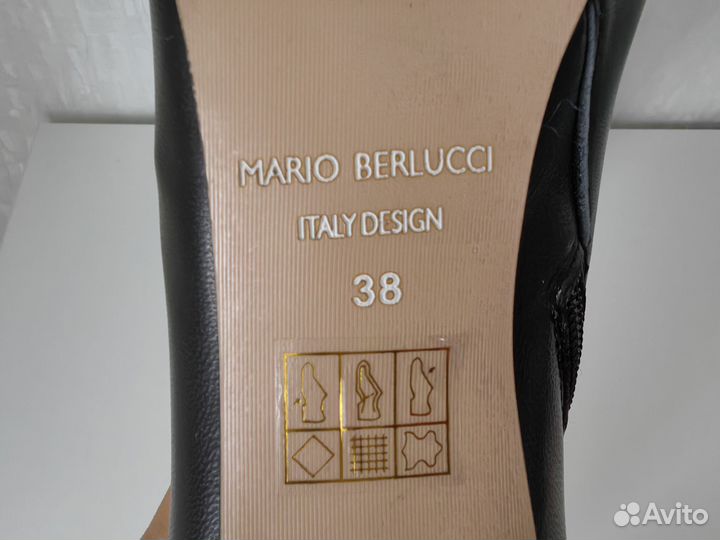 MARIO BERLUCCI
ITALY DESIGN
38
Avito